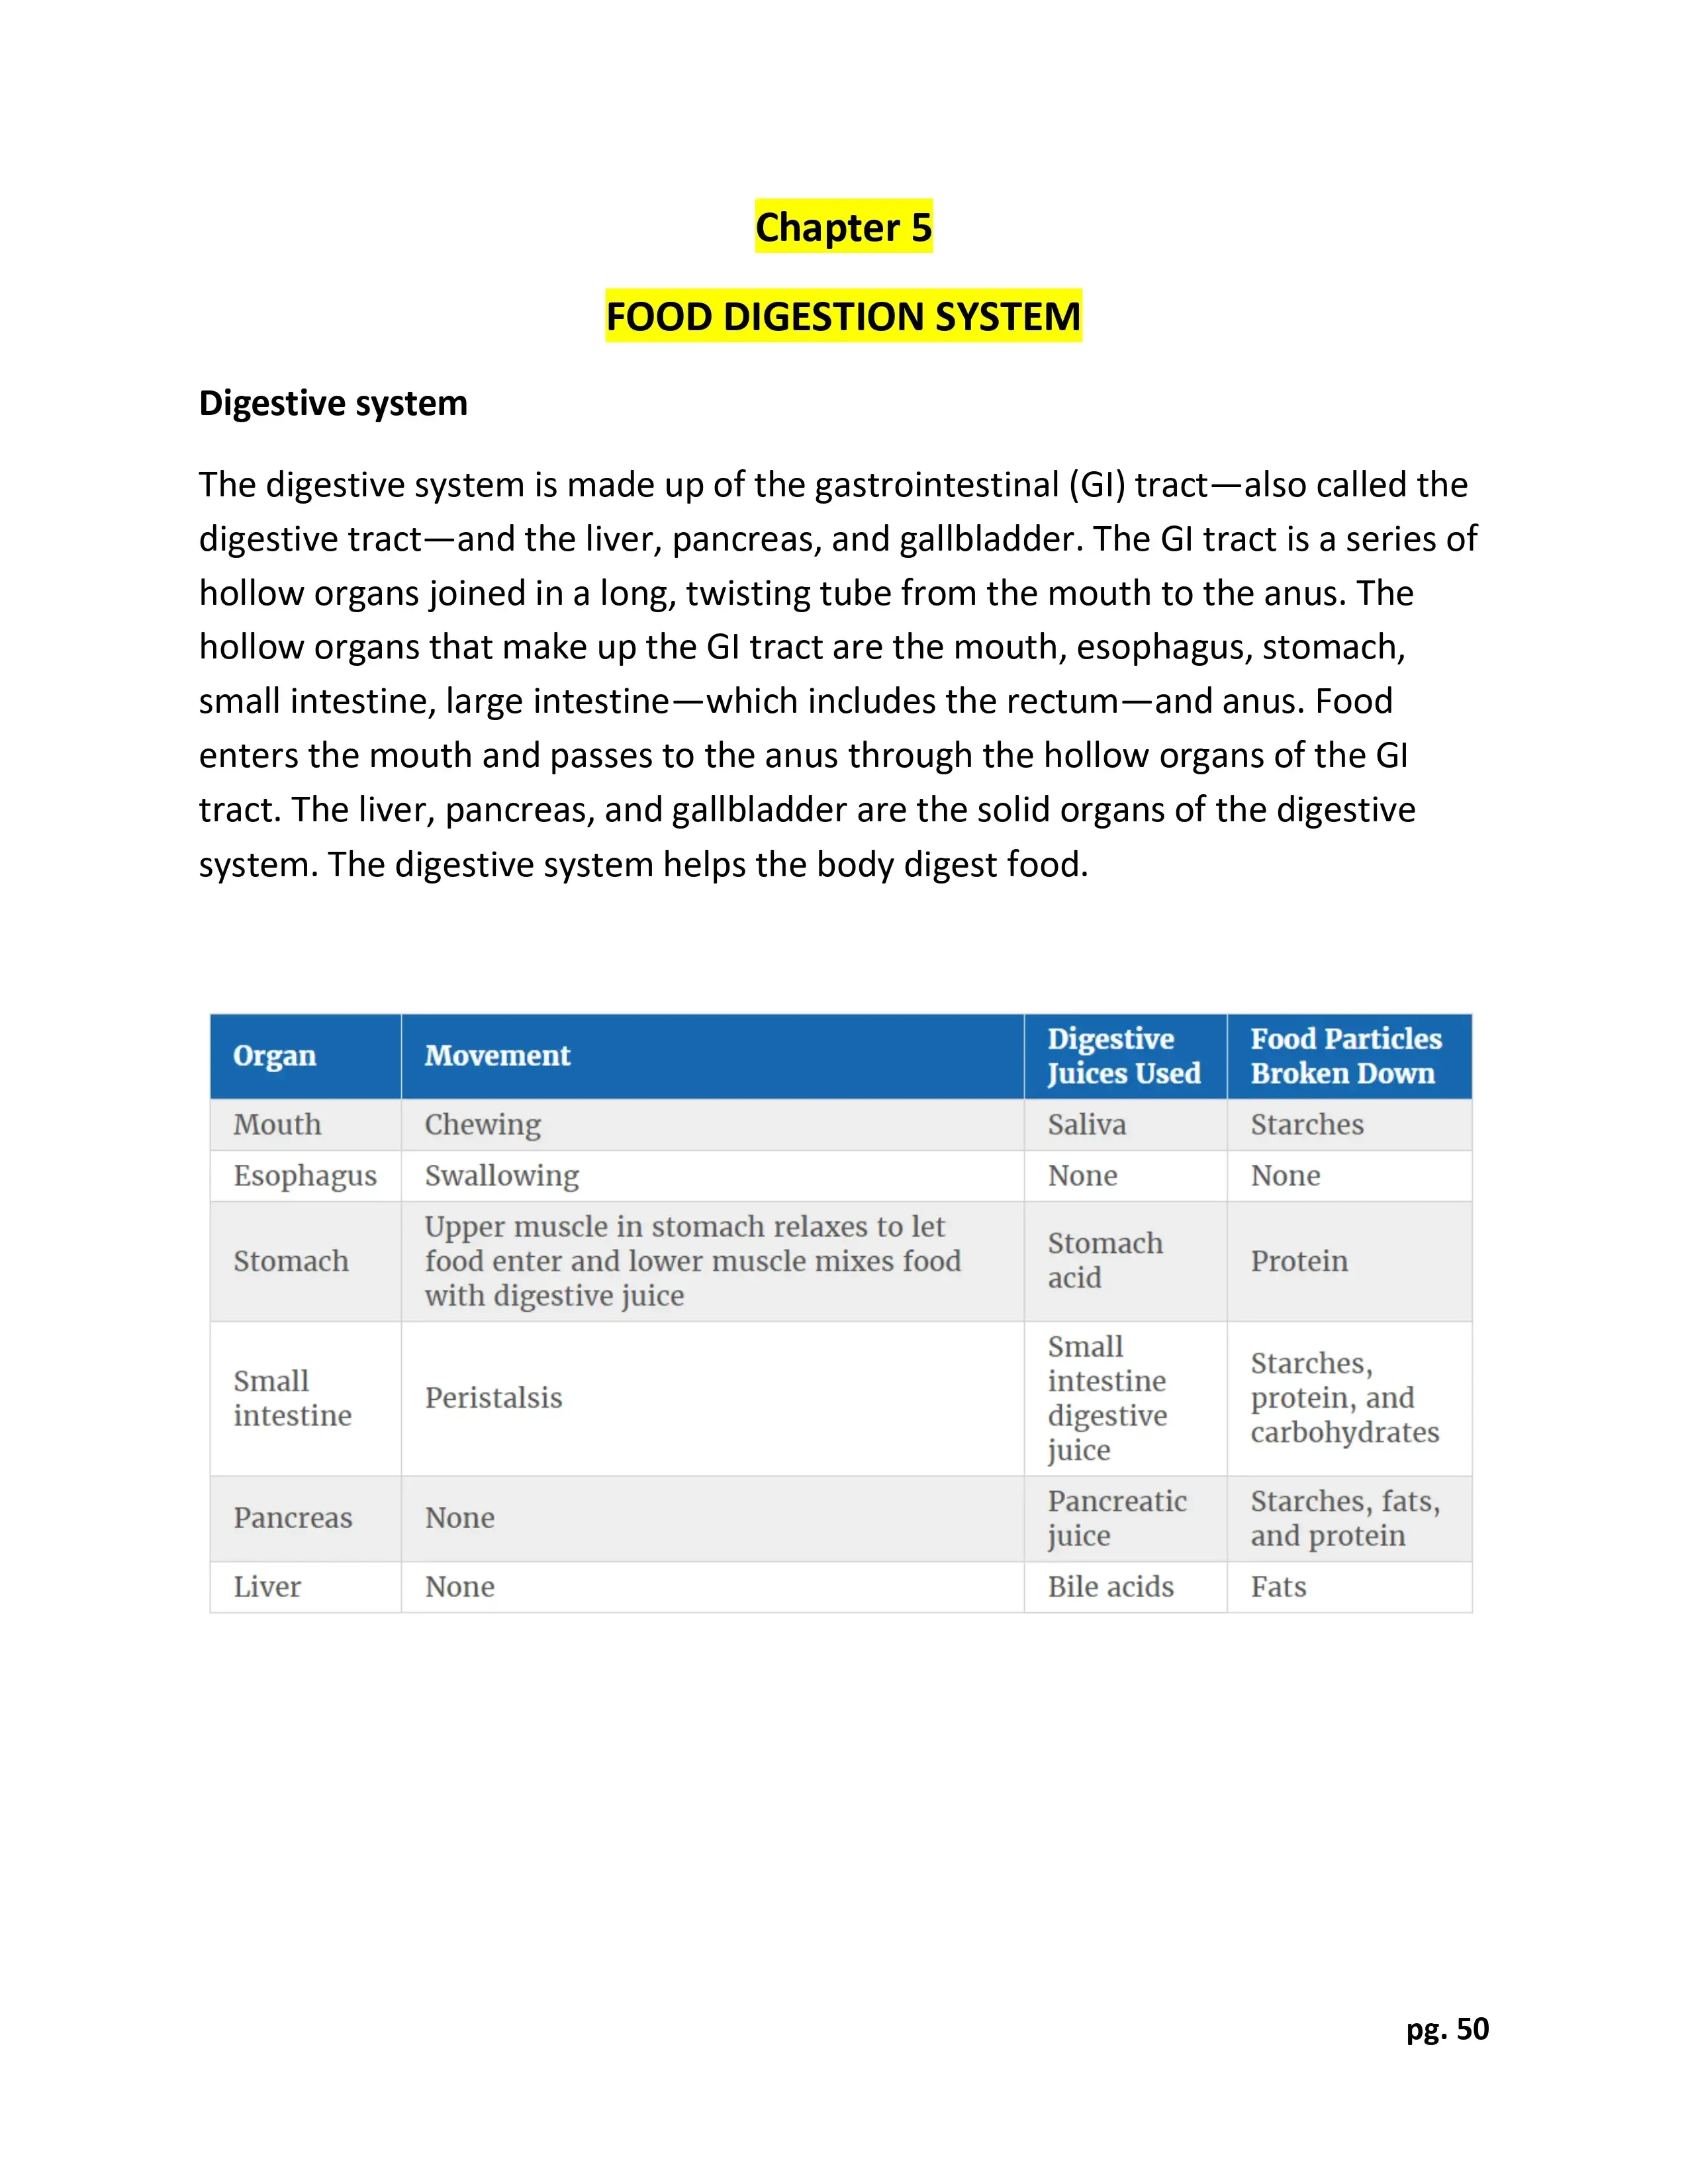 Chapter 5
FOOD DIGESTION SYSTEM
Digestive system
The digestive system is made up of the gastrointestinal (GI) tract—also called the
digestive tract—and the liver, pancreas, and gallbladder. The GI tract is a series of
hollow organs joined in a long, twisting tube from the mouth to the anus. The
hollow organs that make up the GI tract are the mouth, esophagus, stomach,
small intestine, large intestine—which includes the rectum—and anus. Food
enters the mouth and passes to the anus through the hollow organs of the GI
tract. The liver, pancreas, and gallbladder are the solid organs of the digestive
system. The digestive system helps the body digest food.
Organ
Movement
Digestive
Juices Used
Food Particles
Broken Down
Mouth
Chewing
Saliva
Starches
Esophagus
Swallowing
None
None
Stomach
Upper muscle in stomach relaxes to let
food enter and lower muscle mixes food
with digestive juice
Stomach
acid
Protein
Small
intestine
Peristalsis
Small
intestine
digestive
juice
Starches,
protein, and
carbohydrates
Pancreas
None
Pancreatic
juice
Starches, fats,
and protein
Liver
None
Bile acids
Fats
pg. 50